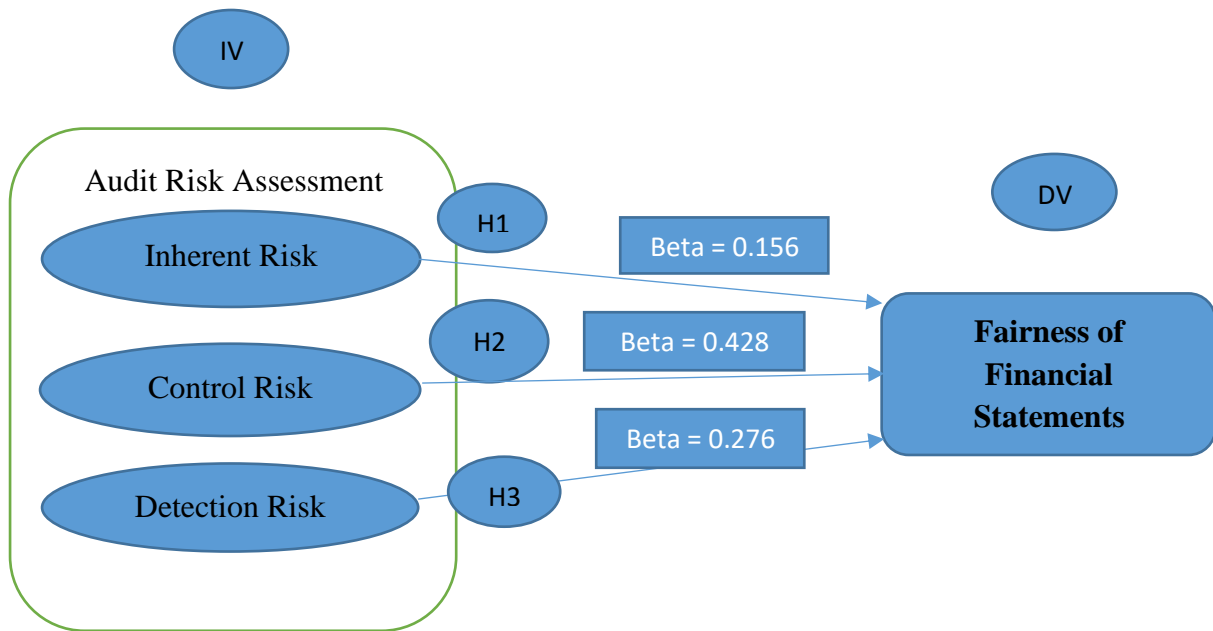 IV
Audit Risk Assessment
Inherent Risk
Control Risk
Detection Risk
H1
H2
H3
Beta = 0.156
Beta = 0.428
Beta = 0.276
DV
Fairness of
Financial
Statements